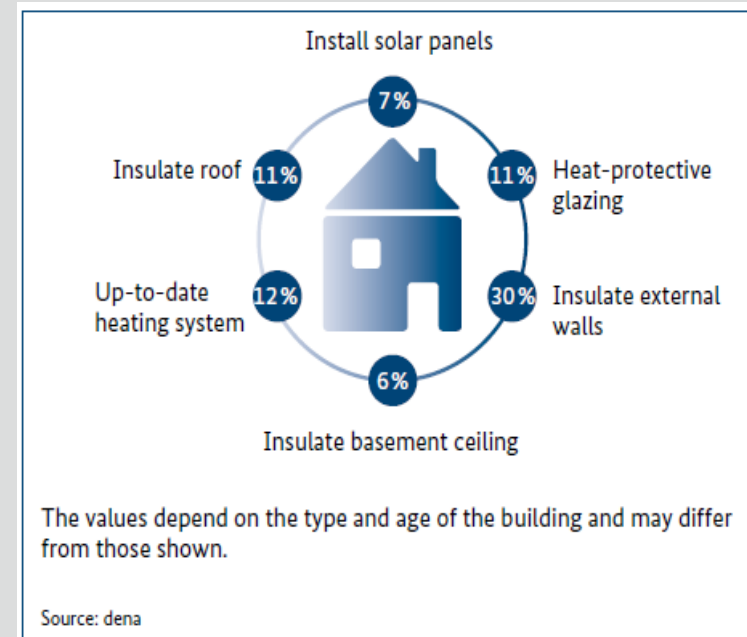 Install solar panels
7%
Insulate roof
11%
11%
Heat-protective
glazing
Up-to-date
heating system
12%
30%
Insulate external
walls
6%
Insulate basement ceiling
The values depend on the type and age of the building and may differ
from those shown.
Source: dena